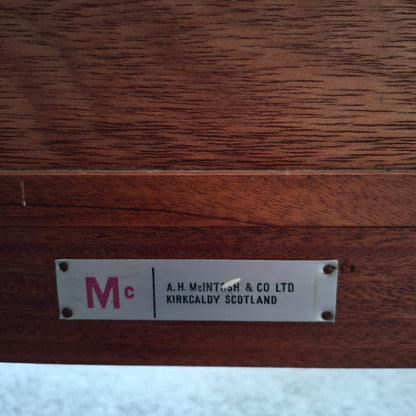 Mc
A.H. McINTOSH & CO LTD
KIRKCALDY SCOTLAND